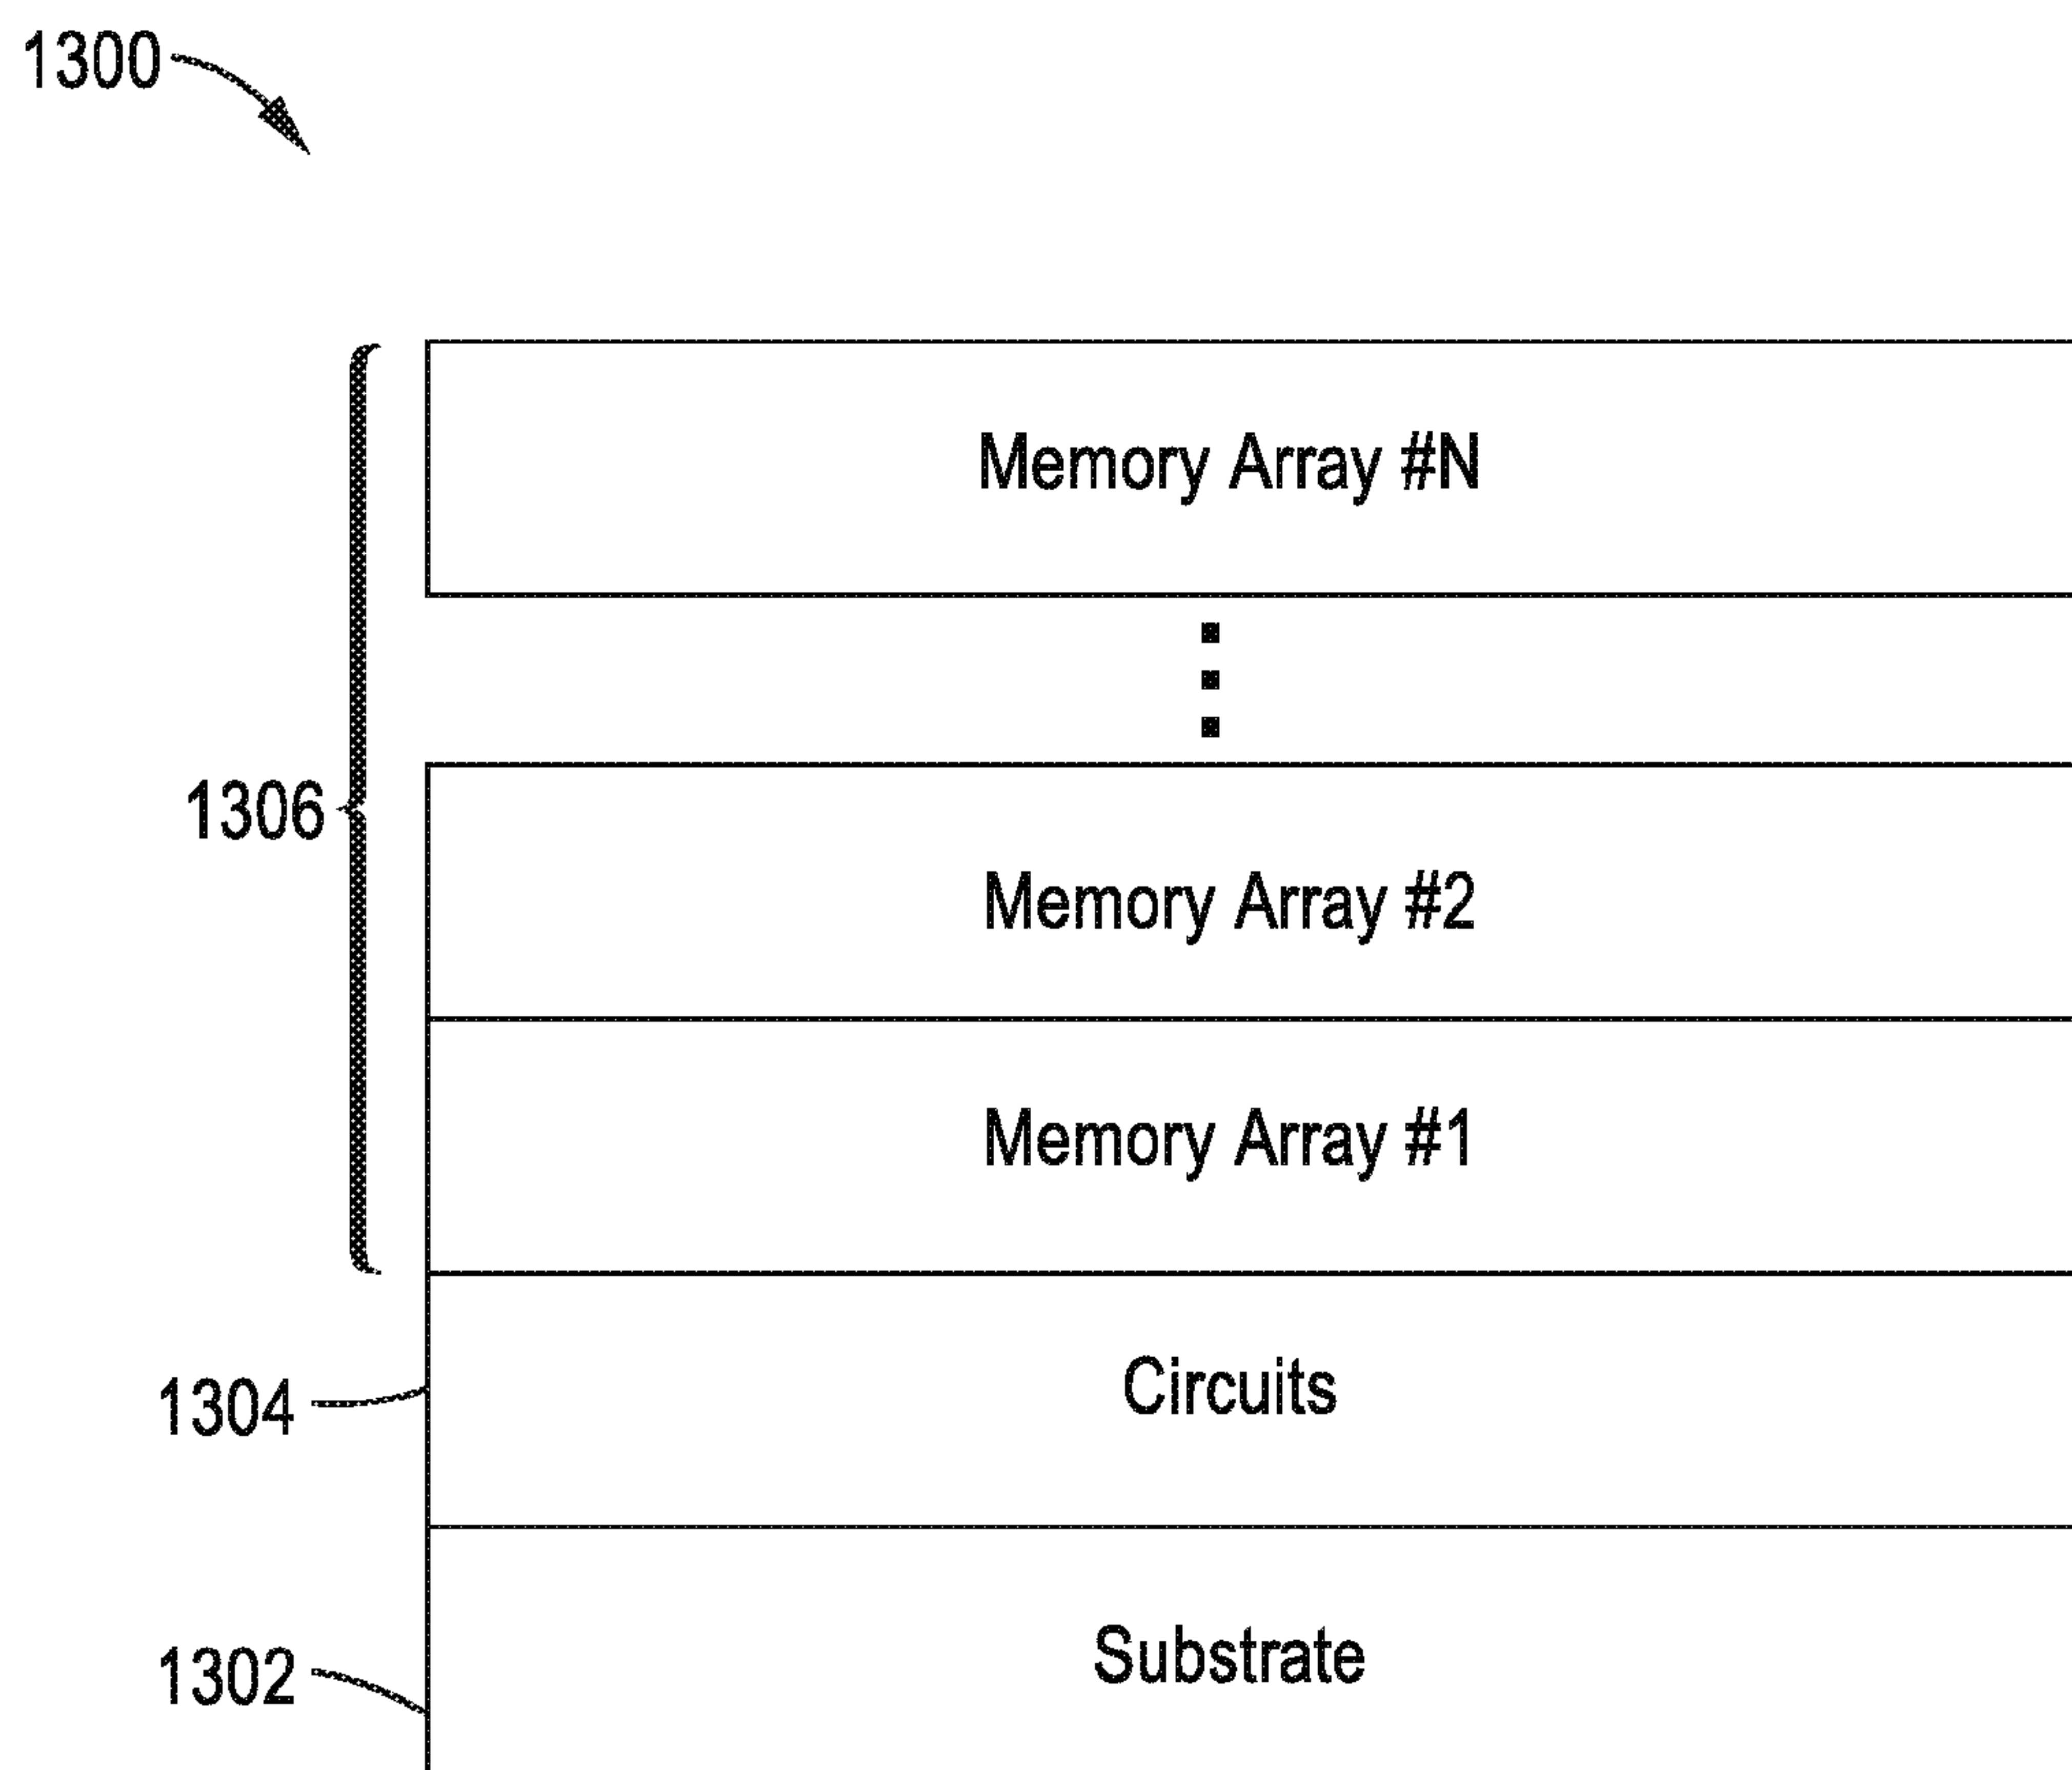 1300
Memory Array #N
1306
Memory Array #2
Memory Array #1
1304
Circuits
1302
Substrate